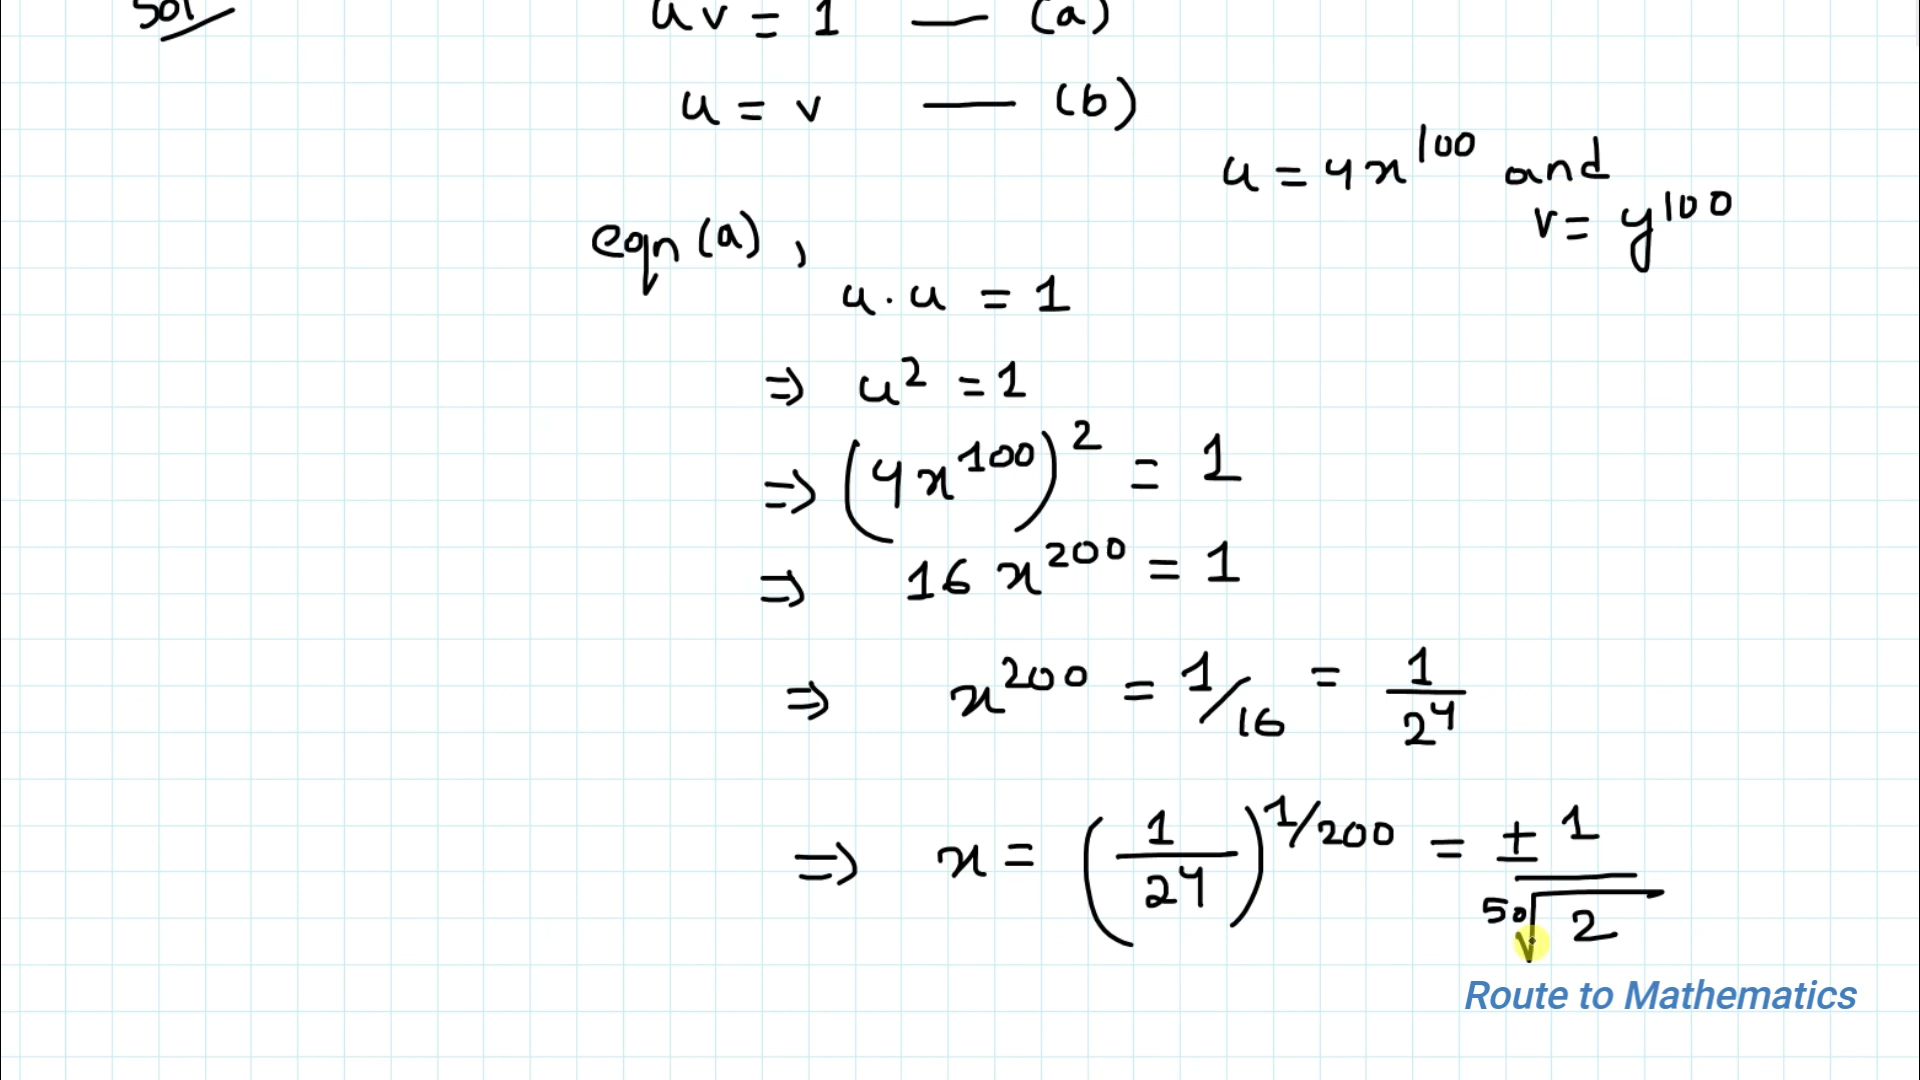 Sol
uv = 1 — (a)
u = v — (b)
u = 4x^100 and
v = y^100
eqn (a),
u · u = 1
⇒ u^2 = 1
⇒ (4x^100)^2 = 1
⇒ 16 x^200 = 1
⇒ x^200 = 1/16 = 1/2^4
⇒ x = (1/2^4)^1/200 = ± 1/⁵⁰√2
Route to Mathematics